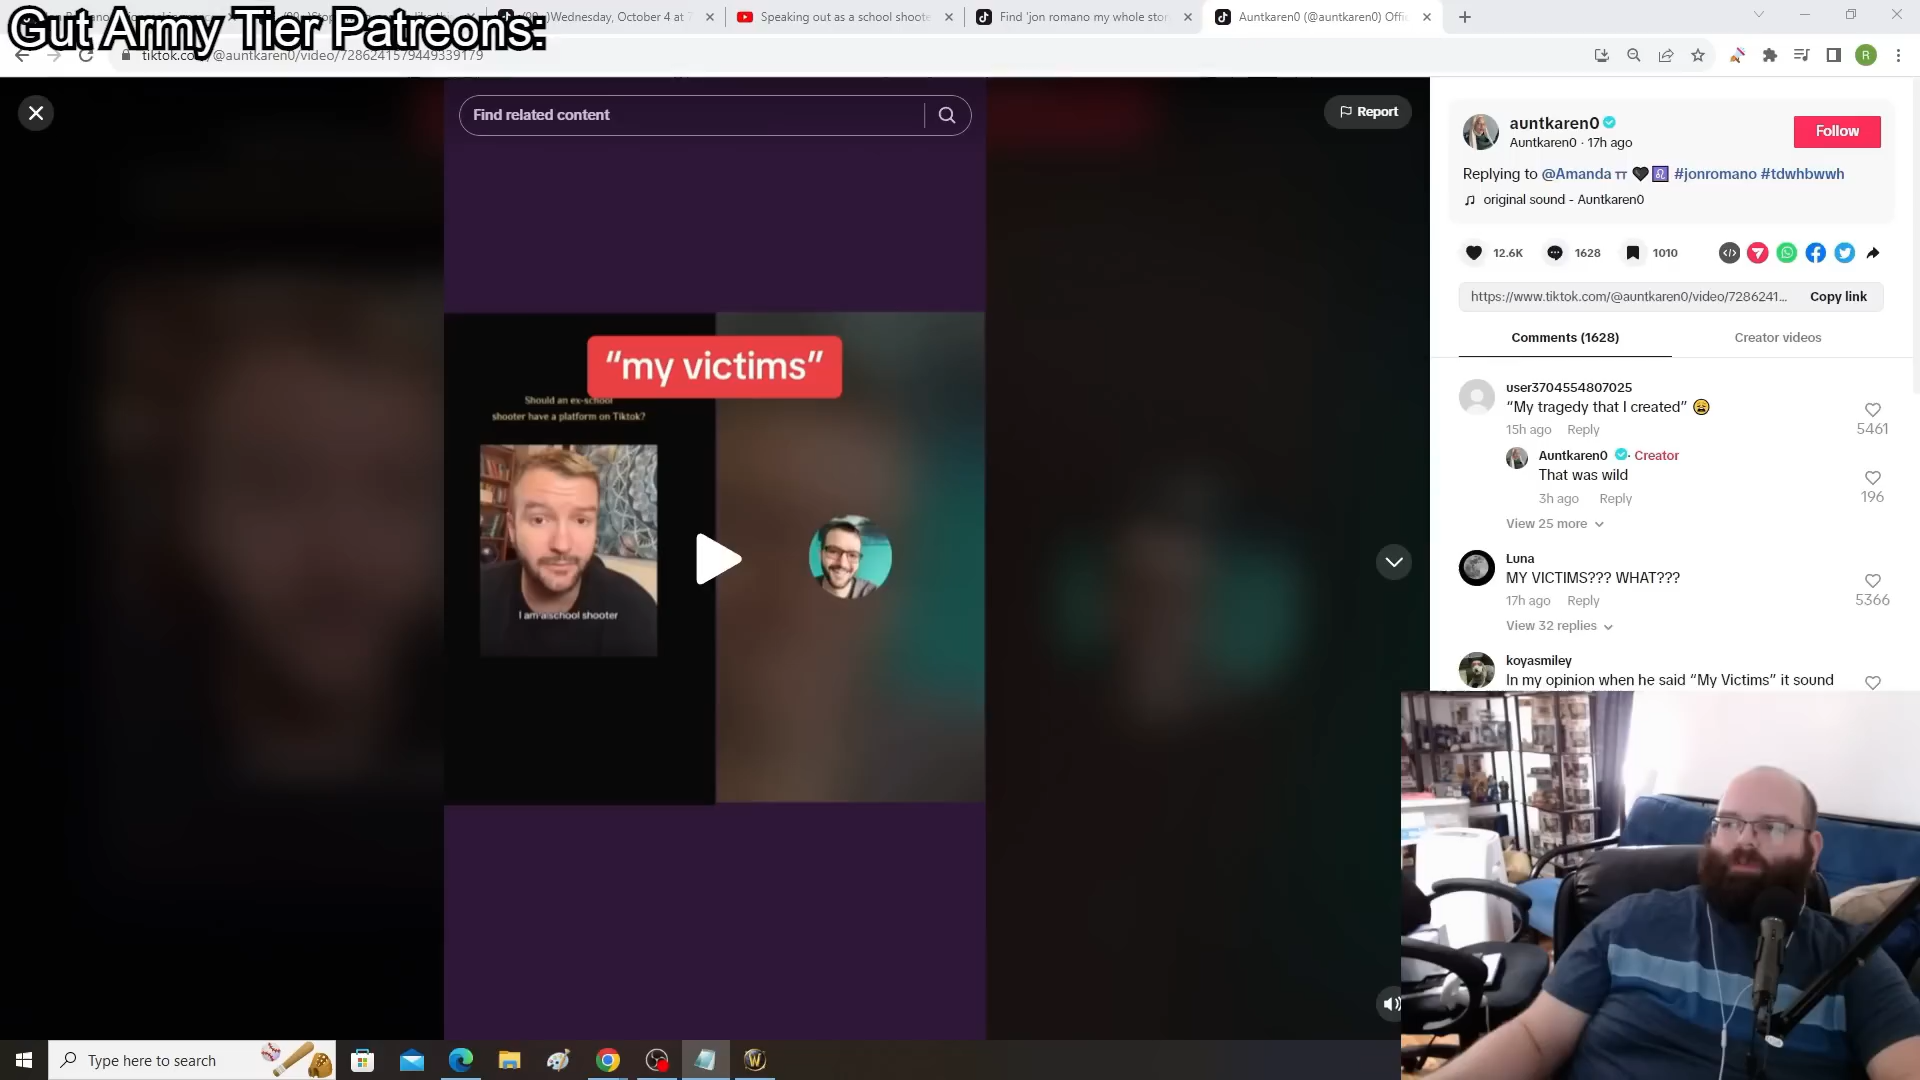 Gut Army Tier Patreons:
Wednesday, October 4 at 7
Speaking out as a school shoote
Find 'jon romano my whole stor
Auntkaren0 (@auntkaren0) Offi
@auntkaren0/video/7286241579449339179
R
Find related content
Report
"my victims"
Should an ex-school
shooter have a platform on Tiktok?
I am a school shooter
auntkaren0
Auntkaren0 · 17h ago
Follow
Replying to @Amanda ♌ #jonromano #tdwhbwwh
original sound - Auntkaren0
12.6K
1628
1010
https://www.tiktok.com/@auntkaren0/video/7286241...
Copy link
Comments (1628)
Creator videos
user3704554807025
“My tragedy that I created” 😩
15h ago
Reply
5461
Auntkaren0 · Creator
That was wild
3h ago
Reply
196
View 25 more
Luna
MY VICTIMS??? WHAT???
17h ago
Reply
5366
View 32 replies
koyasmiley
In my opinion when he said “My Victims” it sound
Type here to search